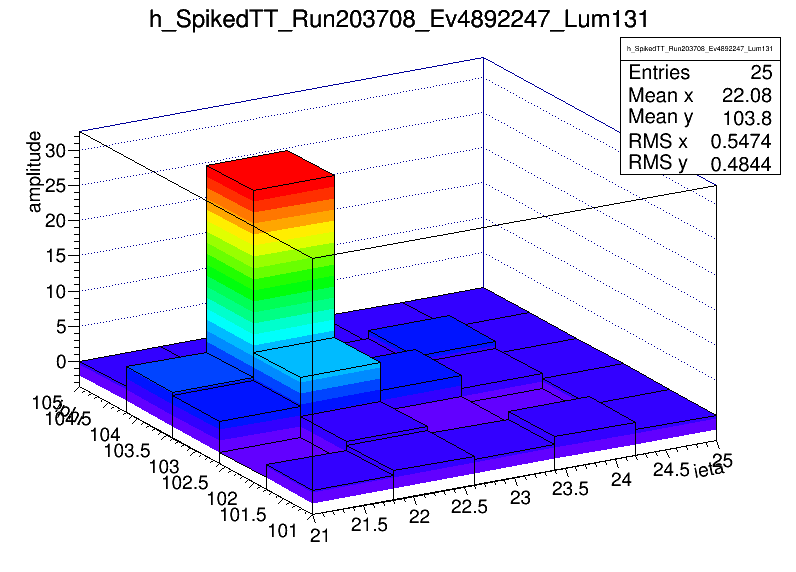 h_SpikedTT_Run203708_Ev4892247_Lum131
h_SpikedTT_Run203708_Ev4892247_Lum131
Entries 25
Mean x 22.08
Mean y 103.8
RMS x 0.5474
RMS y 0.4844
amplitude
30
25
20
15
10
5
0
105
104.5
104
103.5
103
102.5
102
101.5
101
21
21.5
22
22.5
23
23.5
24
24.5
25
ieta